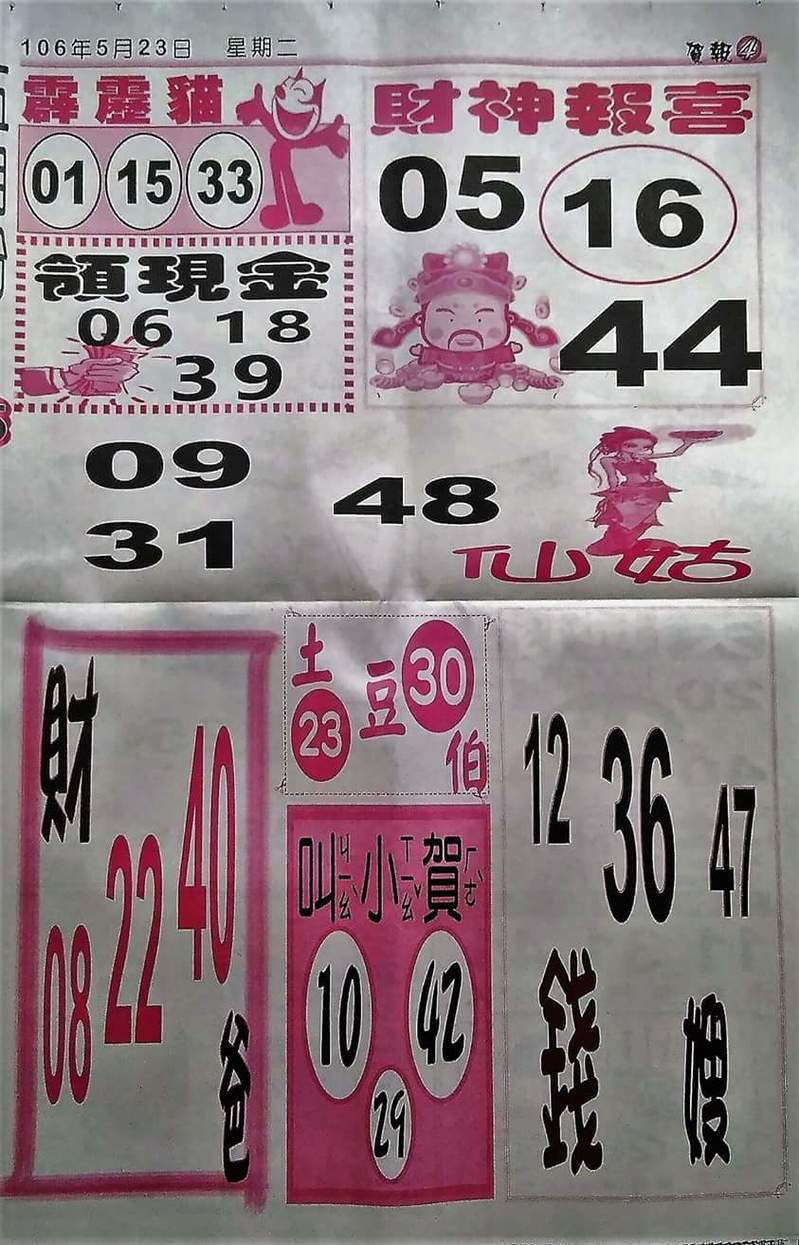 106年5月23日 星期二
賀報4
霹靂貓
01 15 33
財神報喜
05 16
44
領現金
06 18
39
09
31
48
仙姑
財
08 22 40
爸
土豆伯
23 30
叫ㄐㄧㄠ小ㄒㄧㄠˇ賀ㄏㄜˋ
10 42
29
12 36 47
錢嫂